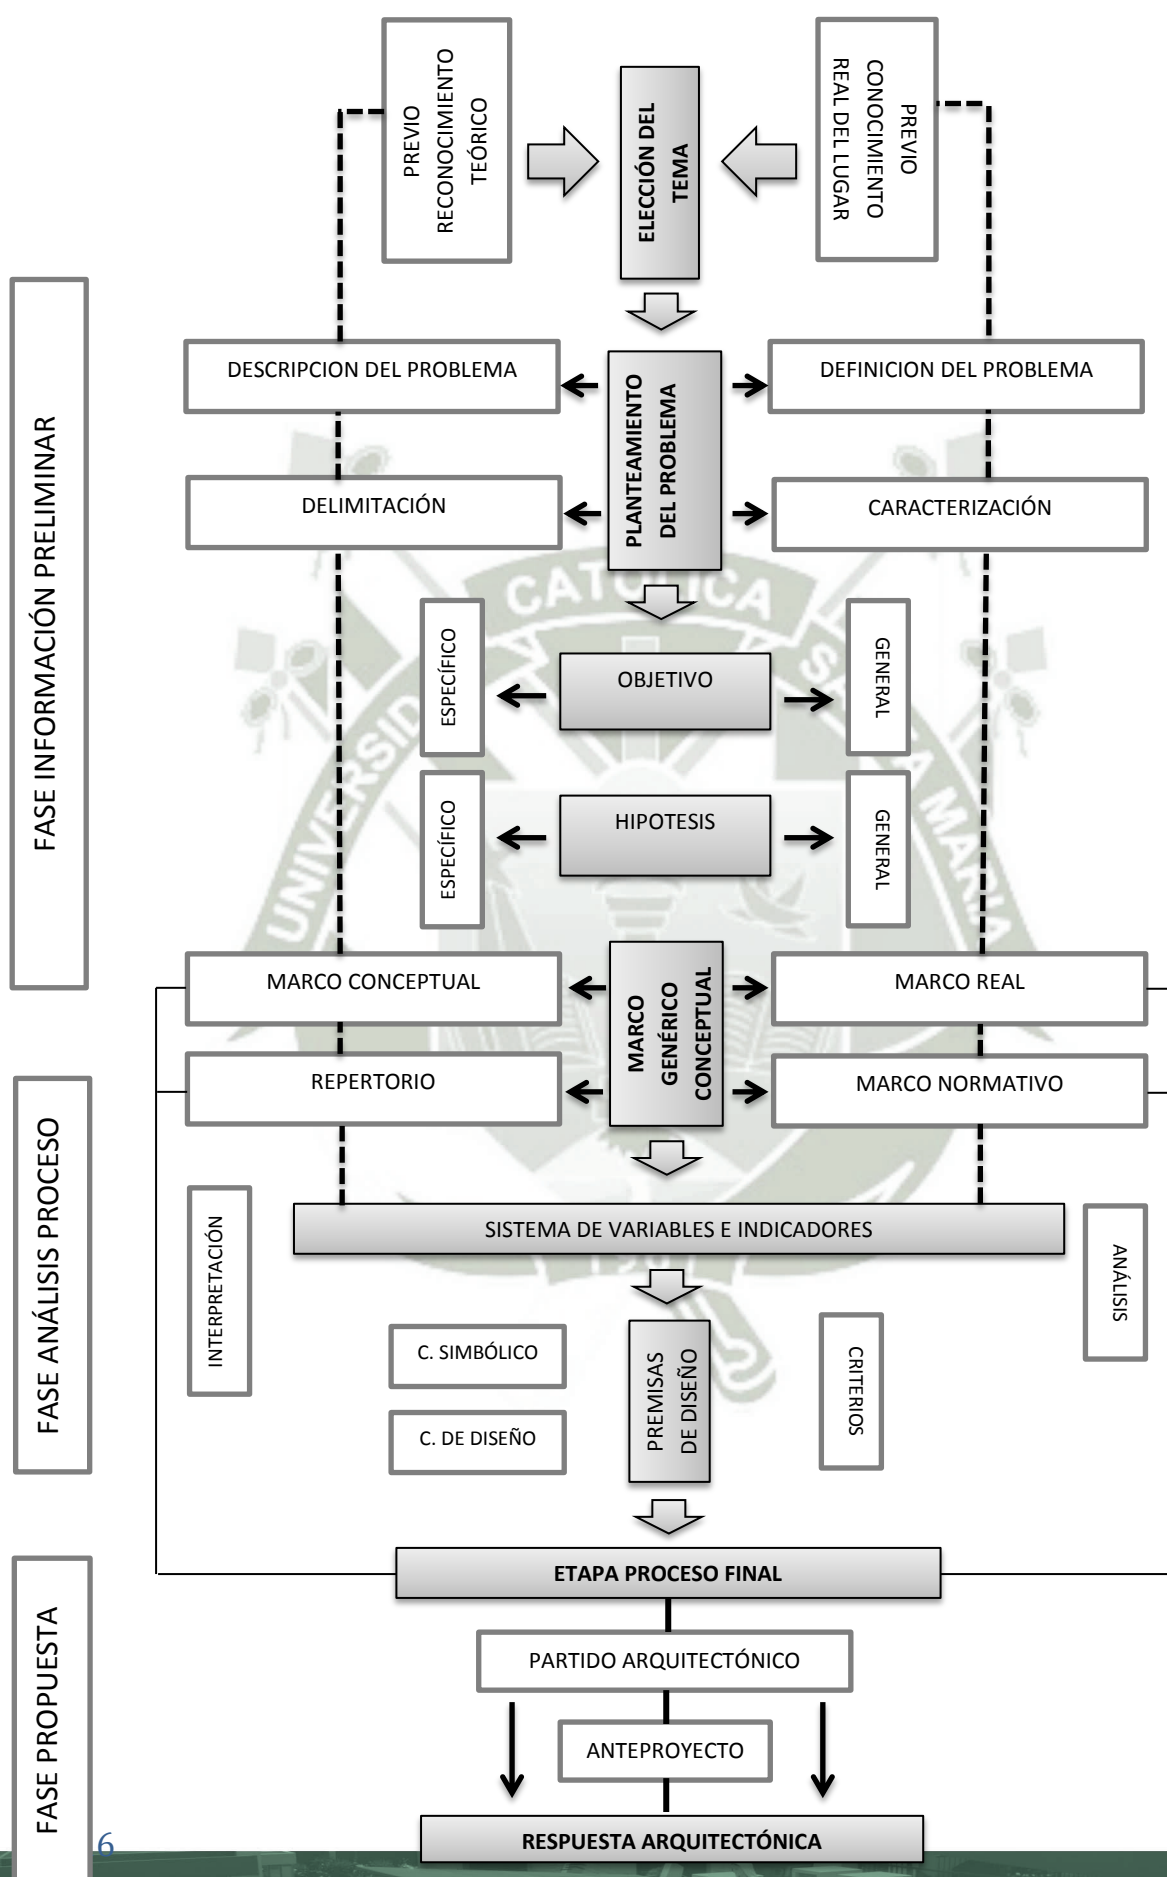 PREVIO
RECONOCIMIENTO
TEÓRICO
ELECCIÓN DEL
TEMA
PREVIO
CONOCIMIENTO
REAL DEL LUGAR
FASE INFORMACIÓN PRELIMINAR
DESCRIPCION DEL PROBLEMA
PLANTEAMIENTO
DEL PROBLEMA
DEFINICION DEL PROBLEMA
DELIMITACIÓN
CARACTERIZACIÓN
ESPECÍFICO
OBJETIVO
GENERAL
ESPECÍFICO
HIPOTESIS
GENERAL
MARCO CONCEPTUAL
MARCO
GENÉRICO
CONCEPTUAL
MARCO REAL
REPERTORIO
MARCO NORMATIVO
FASE ANÁLISIS PROCESO
INTERPRETACIÓN
SISTEMA DE VARIABLES E INDICADORES
ANÁLISIS
C. SIMBÓLICO
C. DE DISEÑO
PREMISAS
DE DISEÑO
CRITERIOS
FASE PROPUESTA
ETAPA PROCESO FINAL
PARTIDO ARQUITECTÓNICO
ANTEPROYECTO
RESPUESTA ARQUITECTÓNICA
6